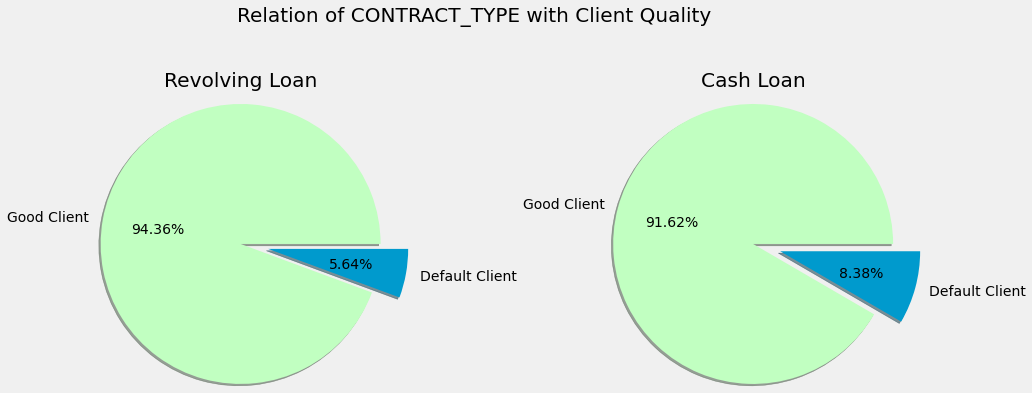 Relation of CONTRACT_TYPE with Client Quality
Revolving Loan
Good Client
94.36%
5.64%
Default Client
Cash Loan
Good Client
91.62%
8.38%
Default Client